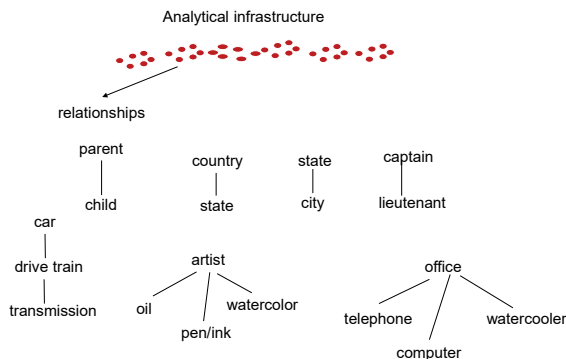 Analytical infrastructure
relationships
parent
child
country
state
state
city
captain
lieutenant
car
drive train
transmission
artist
oil
pen/ink
watercolor
office
telephone
computer
watercooler